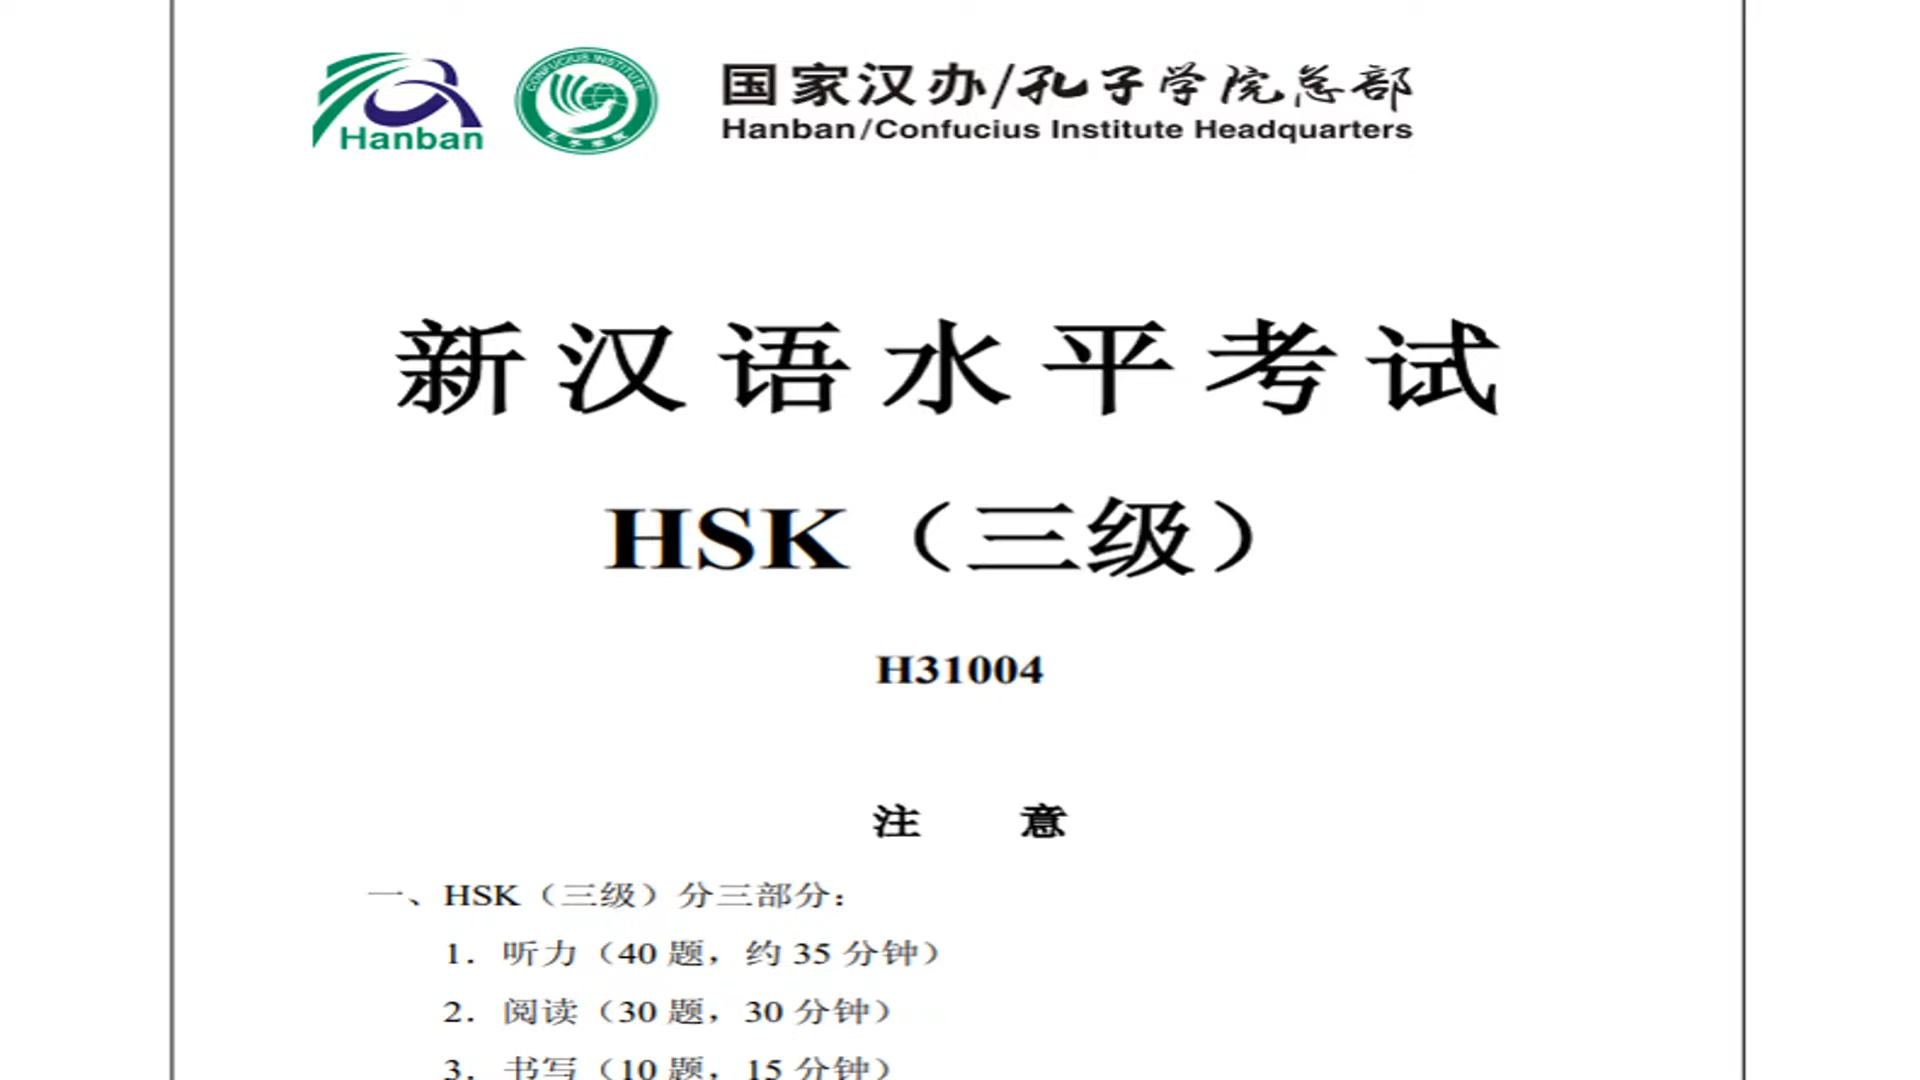 Hanban
CONFUCIUS INSTITUTE
国家汉办/孔子学院总部
Hanban/Confucius Institute Headquarters
新汉语水平考试
HSK（三级）
H31004
注 意
一、HSK（三级）分三部分：
1．听力（40 题，约 35 分钟）
2．阅读（30 题，30 分钟）
3．书写（10 题，15 分钟）